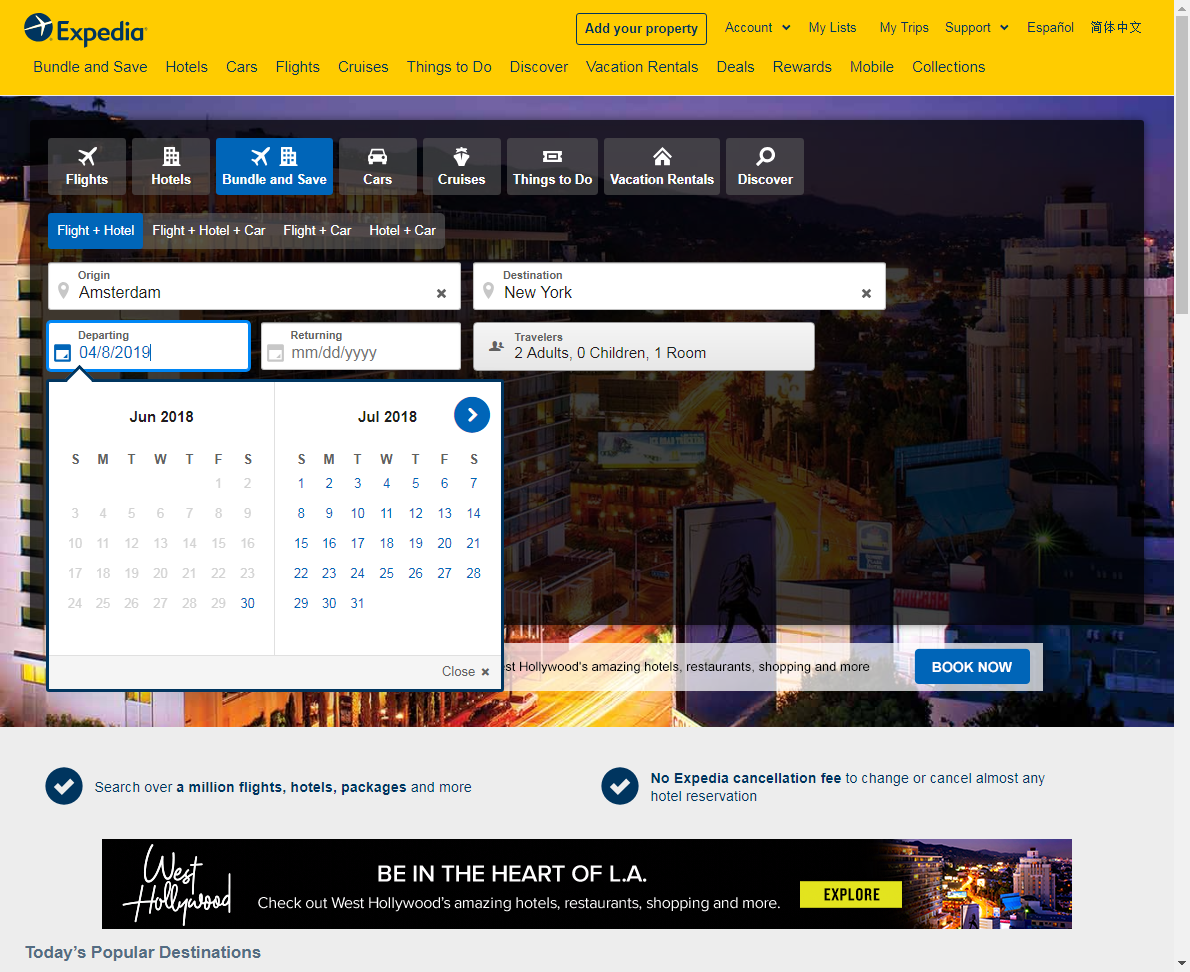 Expedia
Add your property
Account
My Lists
My Trips
Support
Español
简体中文
Bundle and Save
Hotels
Cars
Flights
Cruises
Things to Do
Discover
Vacation Rentals
Deals
Rewards
Mobile
Collections
Flights
Hotels
Bundle and Save
Cars
Cruises
Things to Do
Vacation Rentals
Discover
Flight + Hotel
Flight + Hotel + Car
Flight + Car
Hotel + Car
Origin
Amsterdam
Destination
New York
Departing
04/8/2019
Returning
mm/dd/yyyy
Travelers
2 Adults, 0 Children, 1 Room
Jun 2018
S M T W T F S
1 2
3 4 5 6 7 8 9
10 11 12 13 14 15 16
17 18 19 20 21 22 23
24 25 26 27 28 29 30
Jul 2018
S M T W T F S
1 2 3 4 5 6 7
8 9 10 11 12 13 14
15 16 17 18 19 20 21
22 23 24 25 26 27 28
29 30 31
Close
Hollywood's amazing hotels, restaurants, shopping and more
BOOK NOW
Search over a million flights, hotels, packages and more
No Expedia cancellation fee to change or cancel almost any
hotel reservation
West
Hollywood
BE IN THE HEART OF L.A.
Check out West Hollywood's amazing hotels, restaurants, shopping and more.
EXPLORE
Today's Popular Destinations